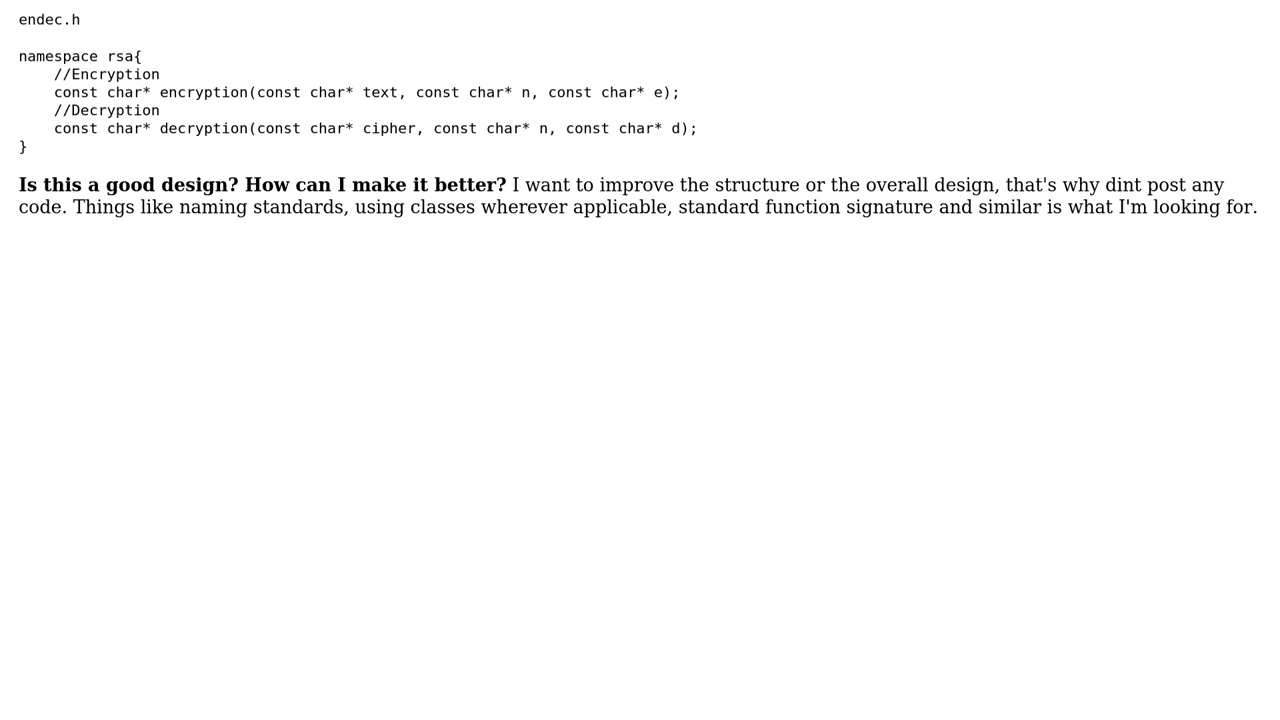 endec.h
namespace rsa{
    //Encryption
    const char* encryption(const char* text, const char* n, const char* e);
    //Decryption
    const char* decryption(const char* cipher, const char* n, const char* d);
}
Is this a good design? How can I make it better? I want to improve the structure or the overall design, that's why dint post any
code. Things like naming standards, using classes wherever applicable, standard function signature and similar is what I'm looking for.